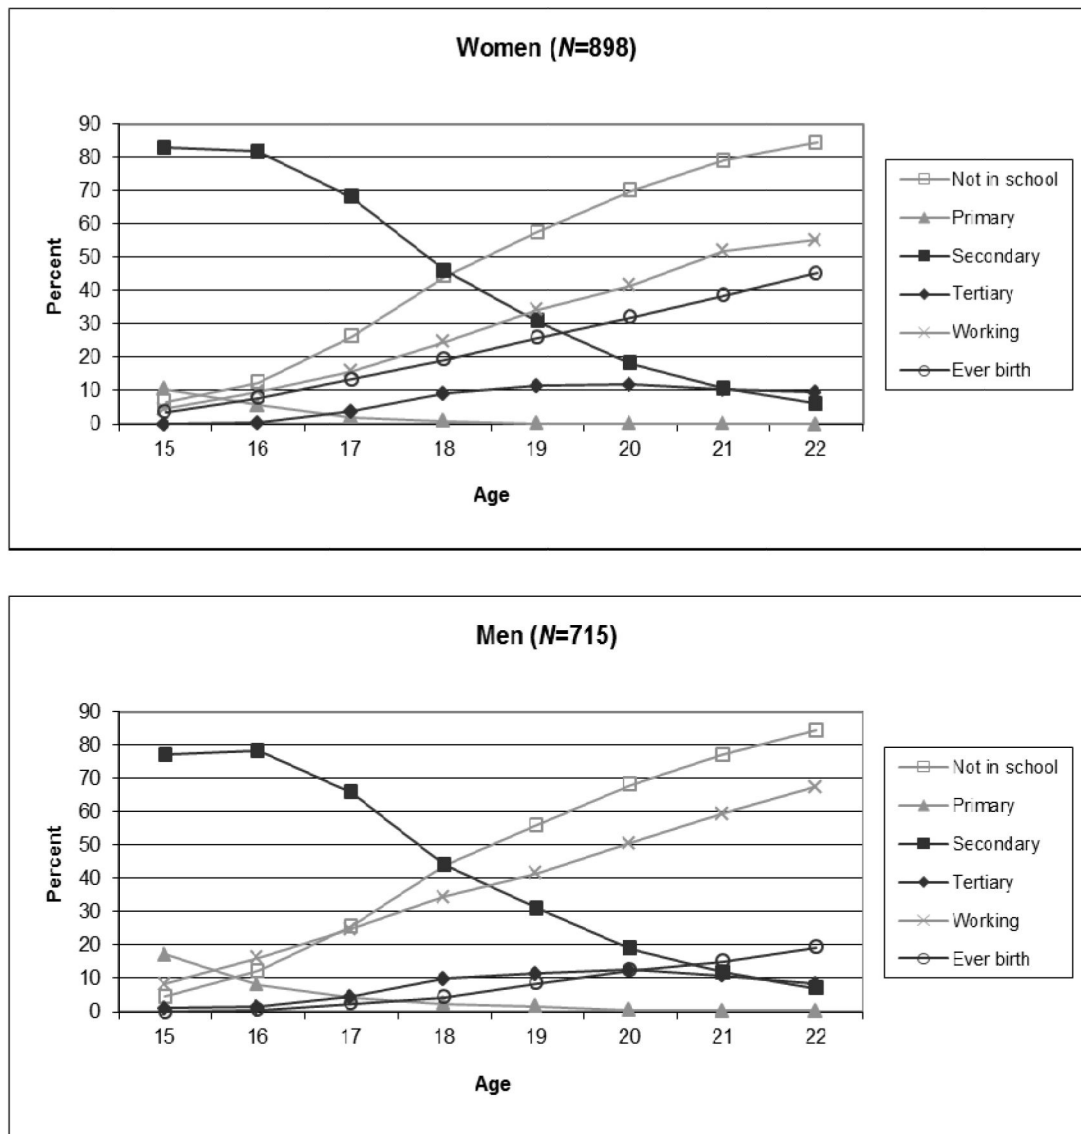 Women (N=898)
90
80
70
60
50
40
30
20
10
0
Percent
15 16 17 18 19 20 21 22
Age
Not in school
Primary
Secondary
Tertiary
Working
Ever birth
Men (N=715)
90
80
70
60
50
40
30
20
10
0
Percent
15 16 17 18 19 20 21 22
Age
Not in school
Primary
Secondary
Tertiary
Working
Ever birth